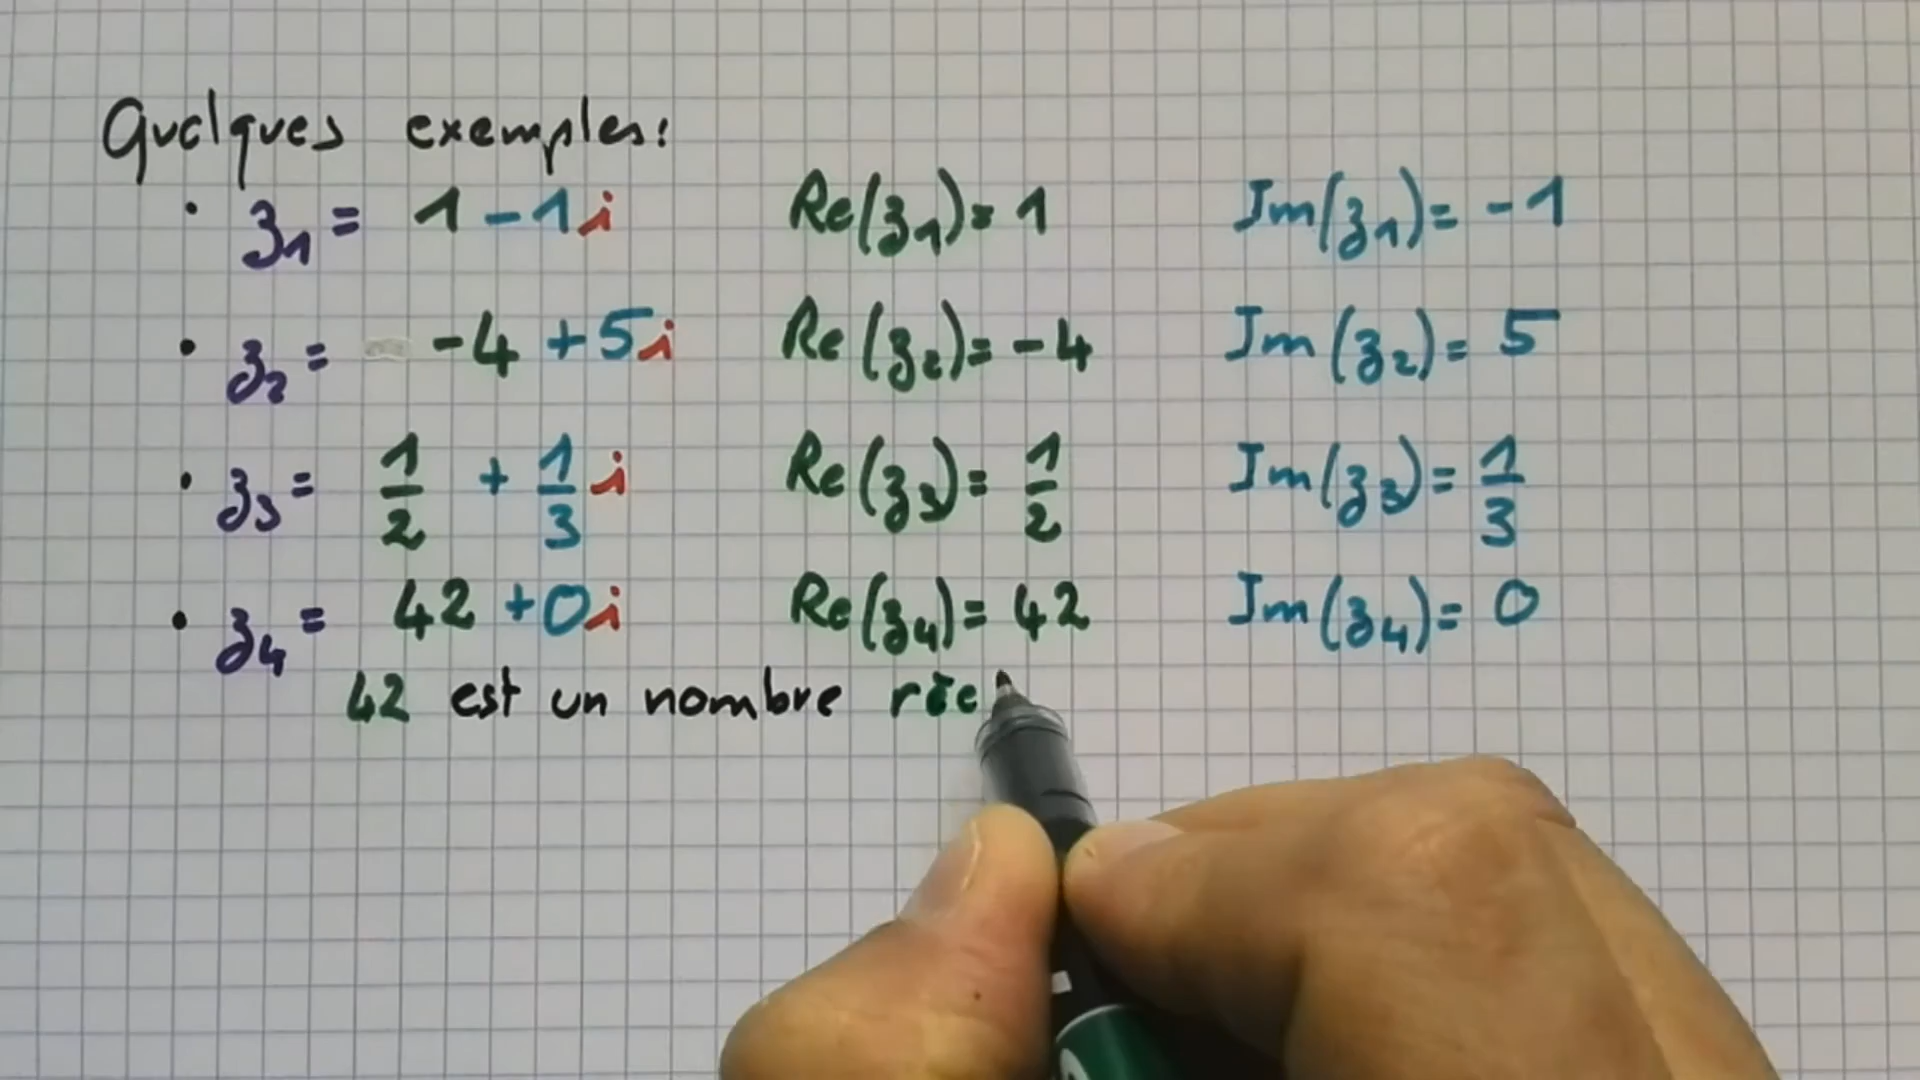 Quelques exemples:
• z₁ = 1 - 1i Re(z₁) = 1 Im(z₁) = -1
• z₂ = -4 + 5i Re(z₂) = -4 Im(z₂) = 5
• z₃ = 1/2 + 1/3 i Re(z₃) = 1/2 Im(z₃) = 1/3
• z₄ = 42 + 0i Re(z₄) = 42 Im(z₄) = 0
42 est un nombre rée